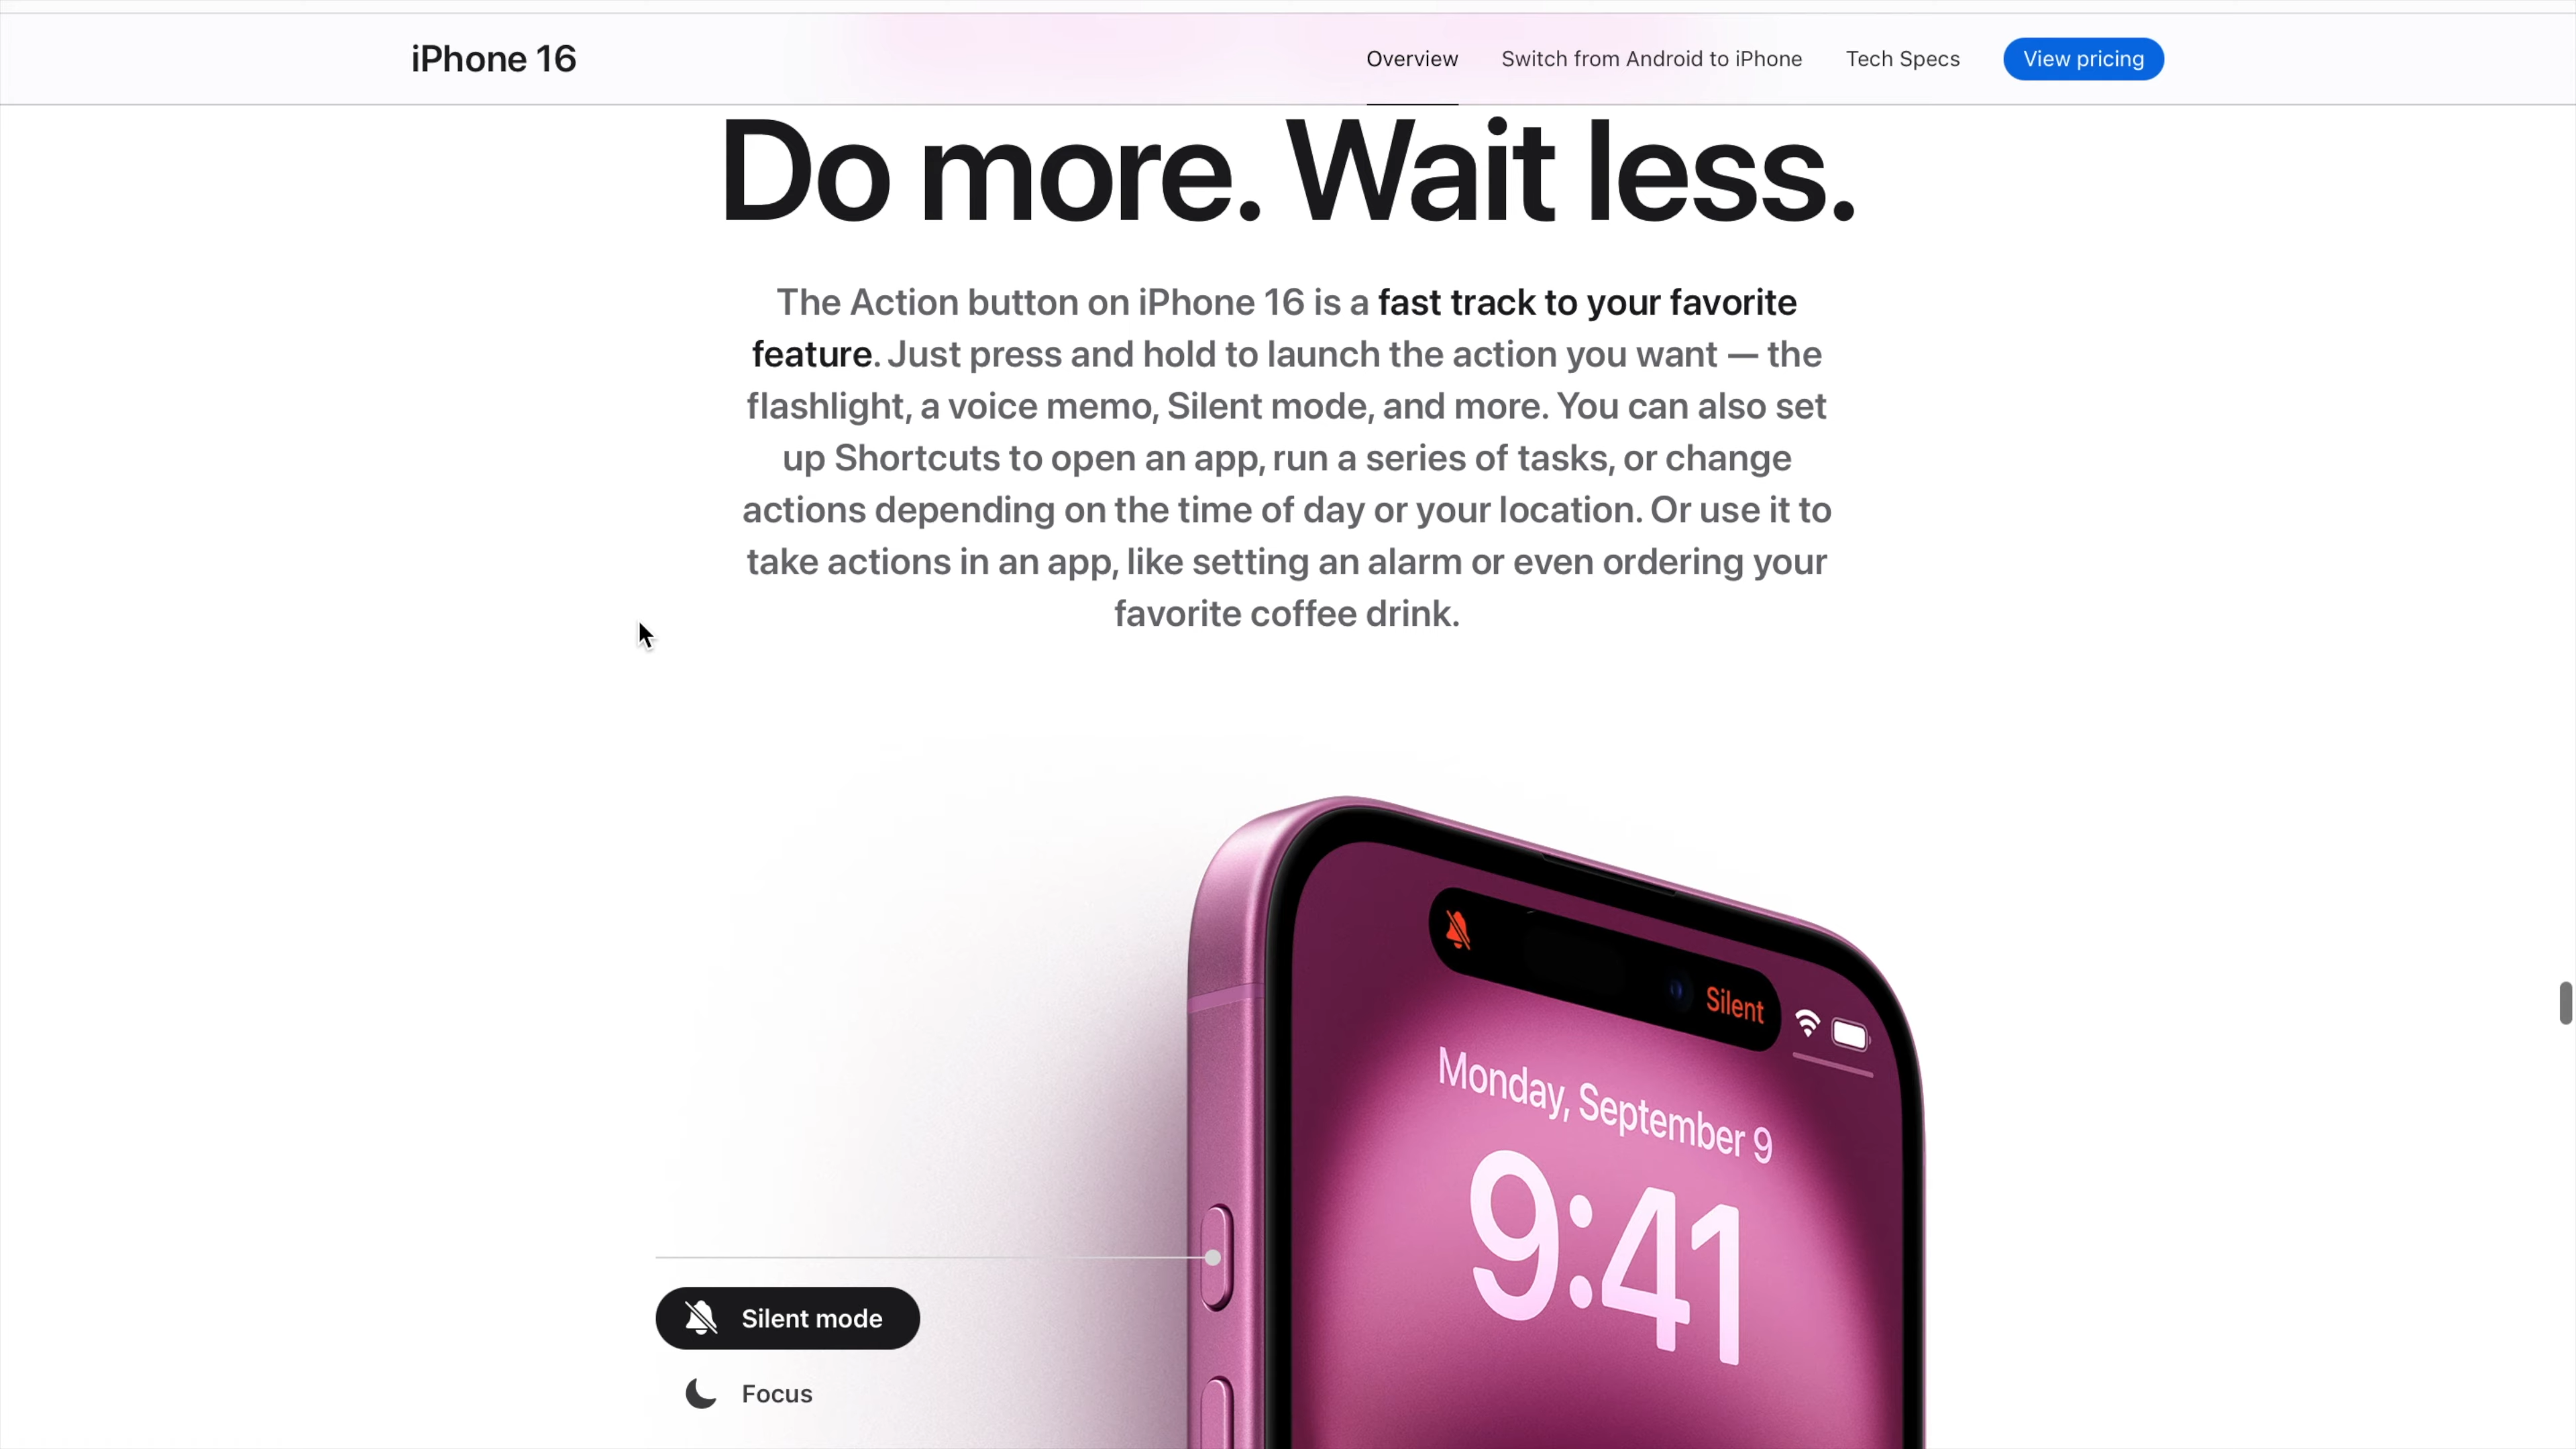 iPhone 16
Overview
Switch from Android to iPhone
Tech Specs
View pricing
Do more. Wait less.
The Action button on iPhone 16 is a fast track to your favorite
feature. Just press and hold to launch the action you want — the
flashlight, a voice memo, Silent mode, and more. You can also set
up Shortcuts to open an app, run a series of tasks, or change
actions depending on the time of day or your location. Or use it to
take actions in an app, like setting an alarm or even ordering your
favorite coffee drink.
Silent
Monday, September 9
9:41
Silent mode
Focus